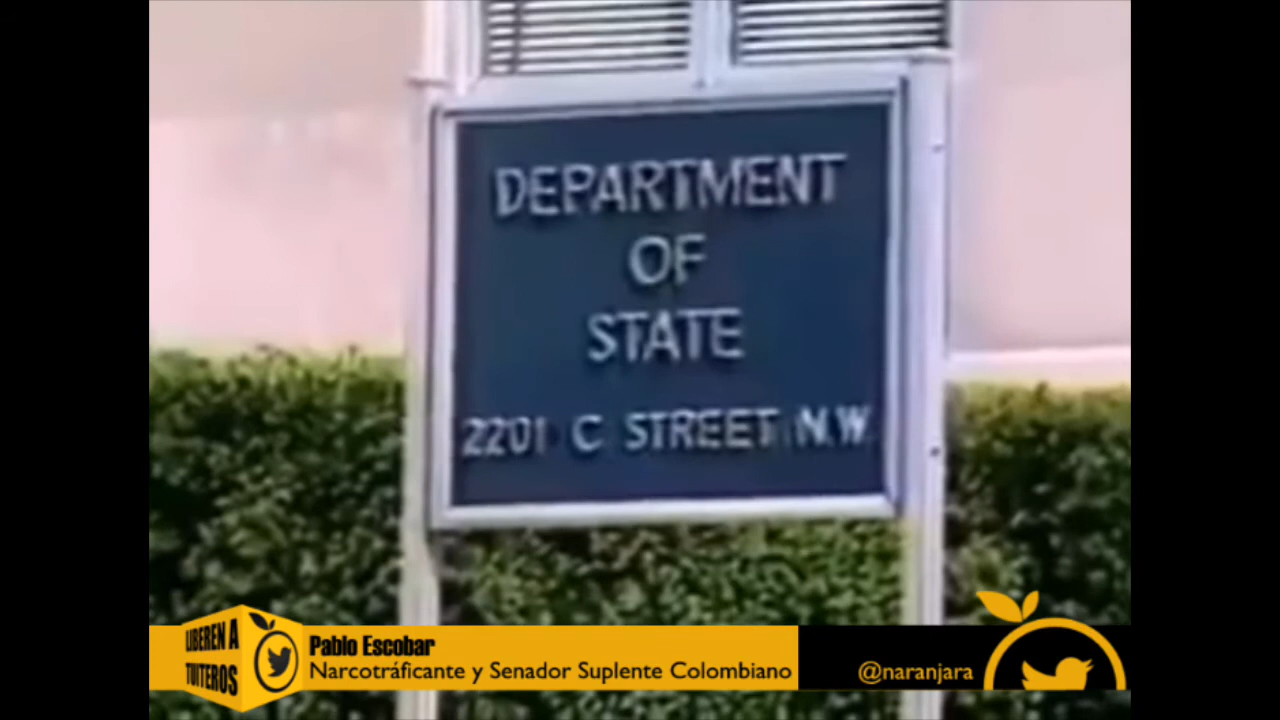 DEPARTMENT
OF
STATE
2201 C STREET N.W.
LIBEREN A
TUITEROS
Pablo Escobar
Narcotráficante y Senador Suplente Colombiano
@naranjara